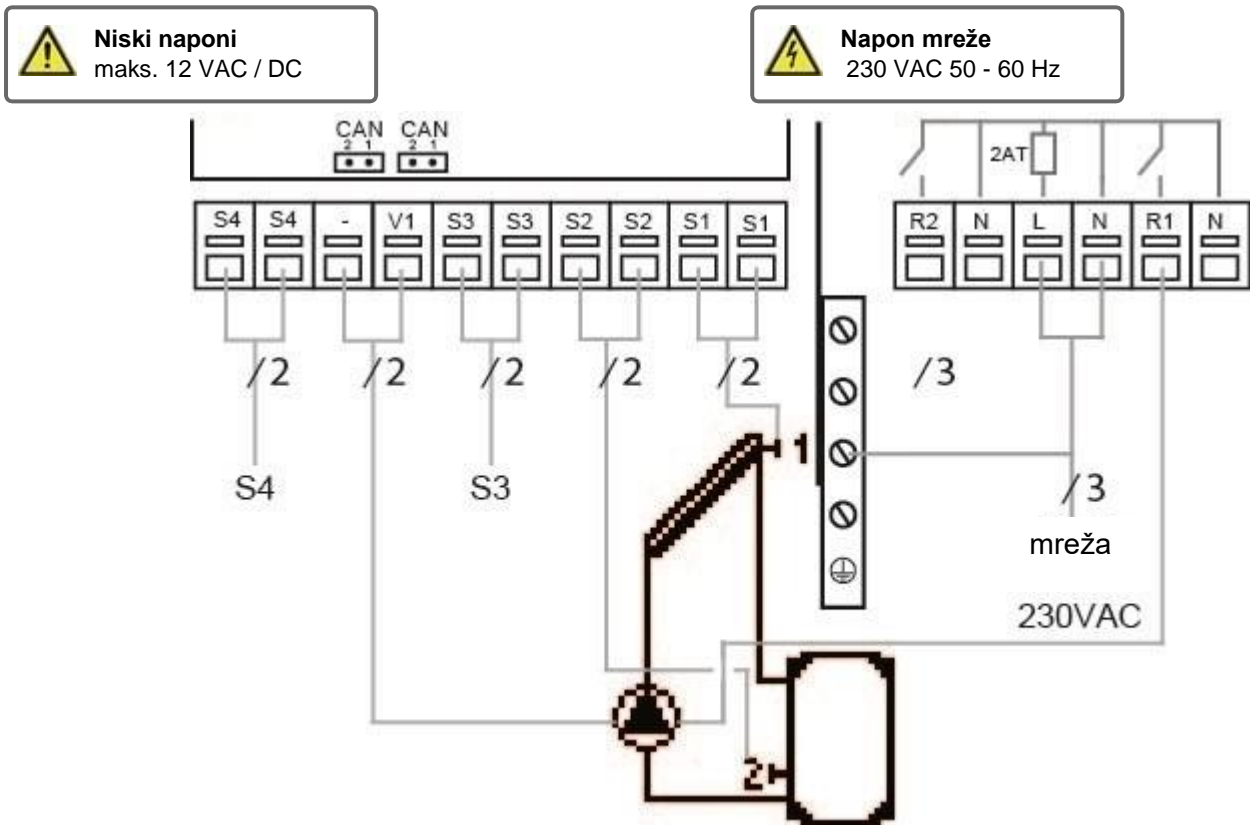 Niski naponi
maks. 12 VAC / DC
Napon mreže
230 VAC 50 - 60 Hz
CAN CAN
2 1 2 1
2AT
S4 S4 - V1 S3 S3 S2 S2 S1 S1
R2 N L N R1 N
/2 /2 /2 /2 /2
/3
1
S4 S3
/3
mreža
230VAC
2